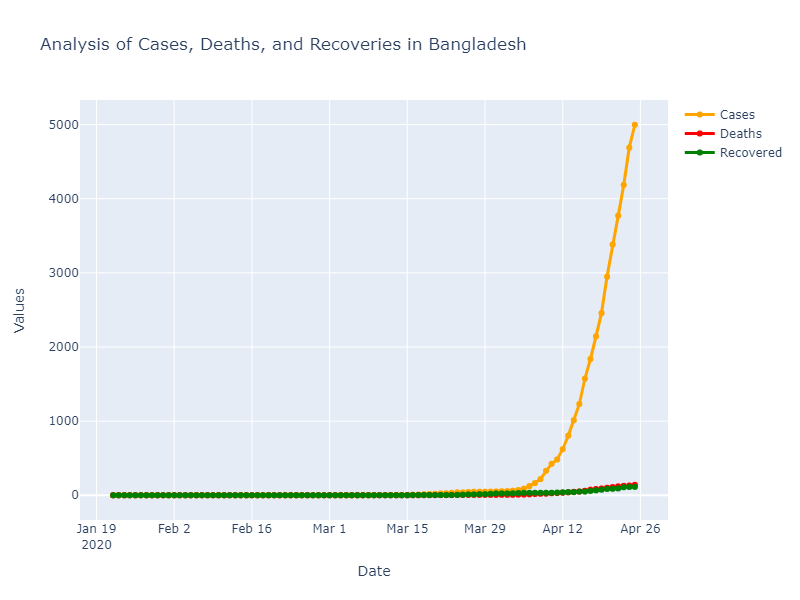 Analysis of Cases, Deaths, and Recoveries in Bangladesh
Cases
Deaths
Recovered
5000
4000
3000
2000
1000
0
Values
Jan 19 Feb 2 Feb 16 Mar 1 Mar 15 Mar 29 Apr 12 Apr 26
2020
Date